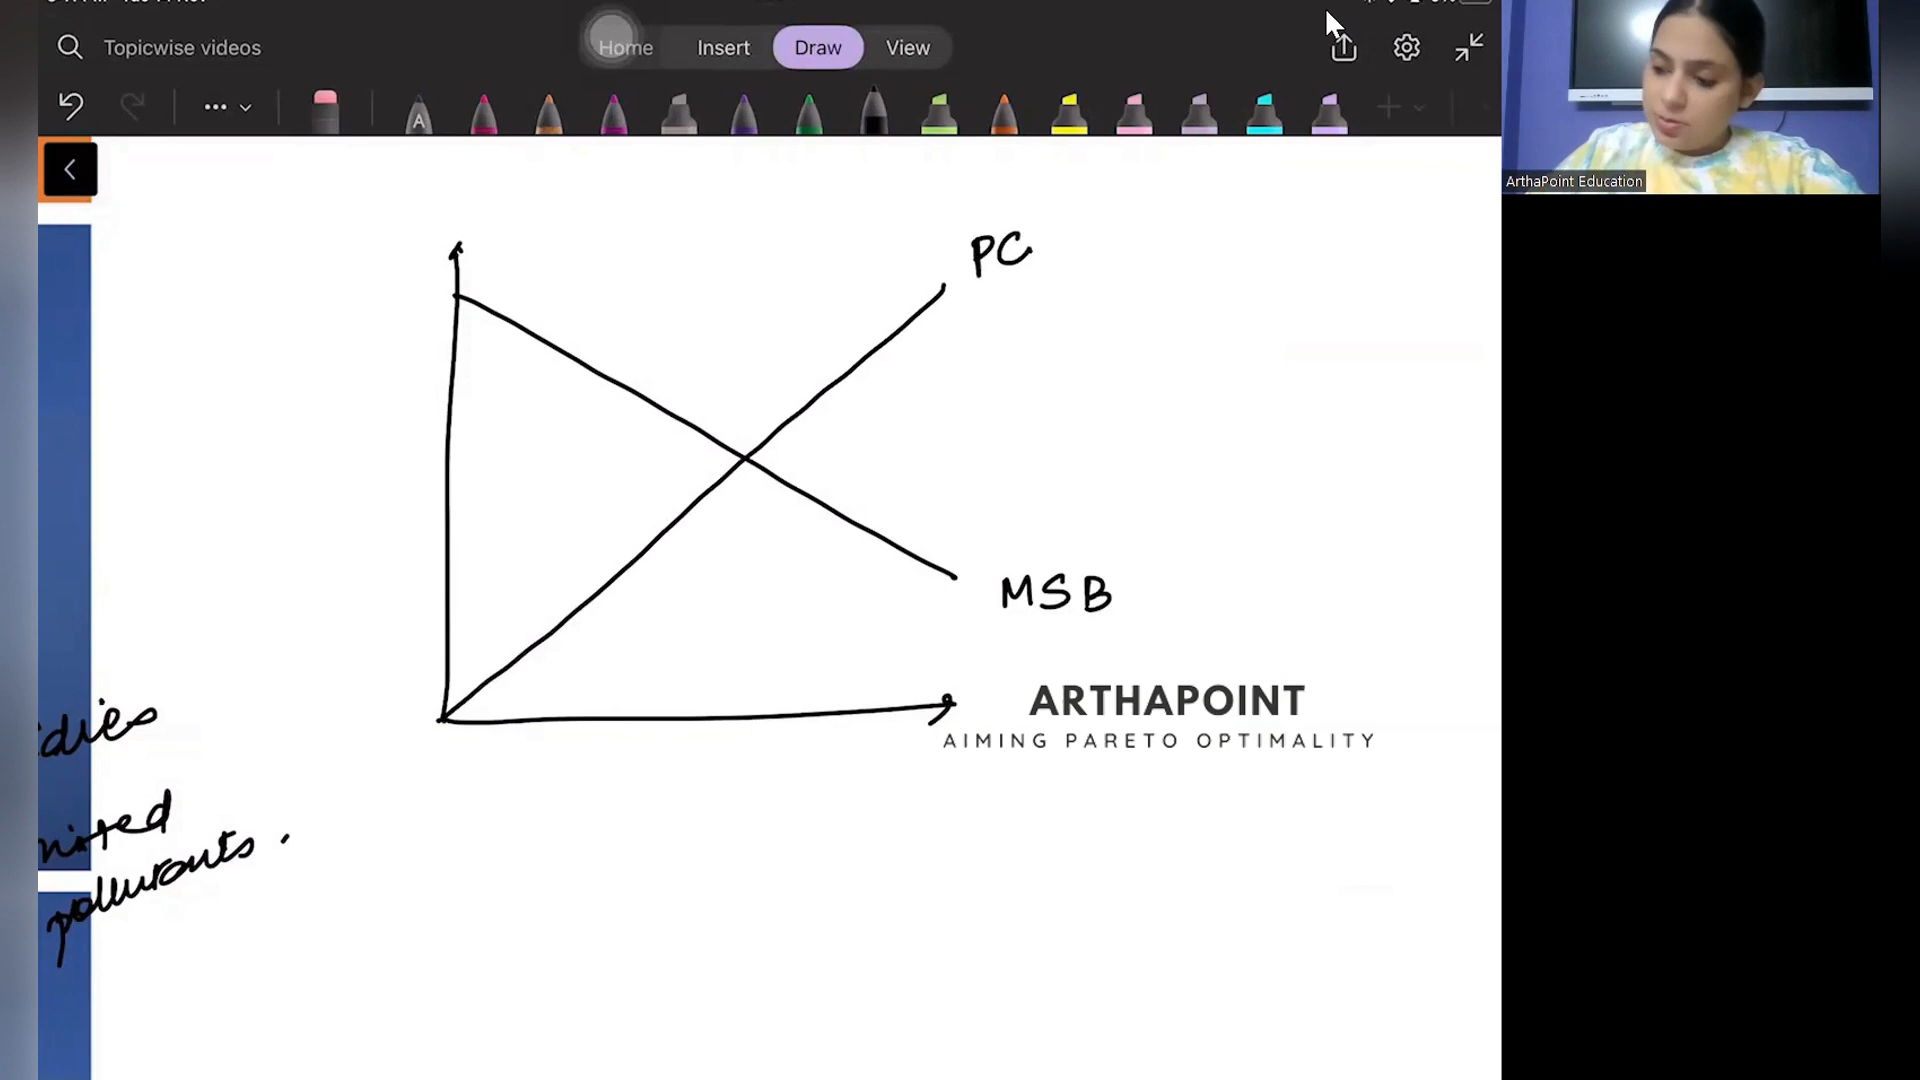 Topicwise videos
Home
Insert
Draw
View
A
ArthaPoint Education
PC
MSB
ARTHAPOINT
AIMING PARETO OPTIMALITY
pollutants.